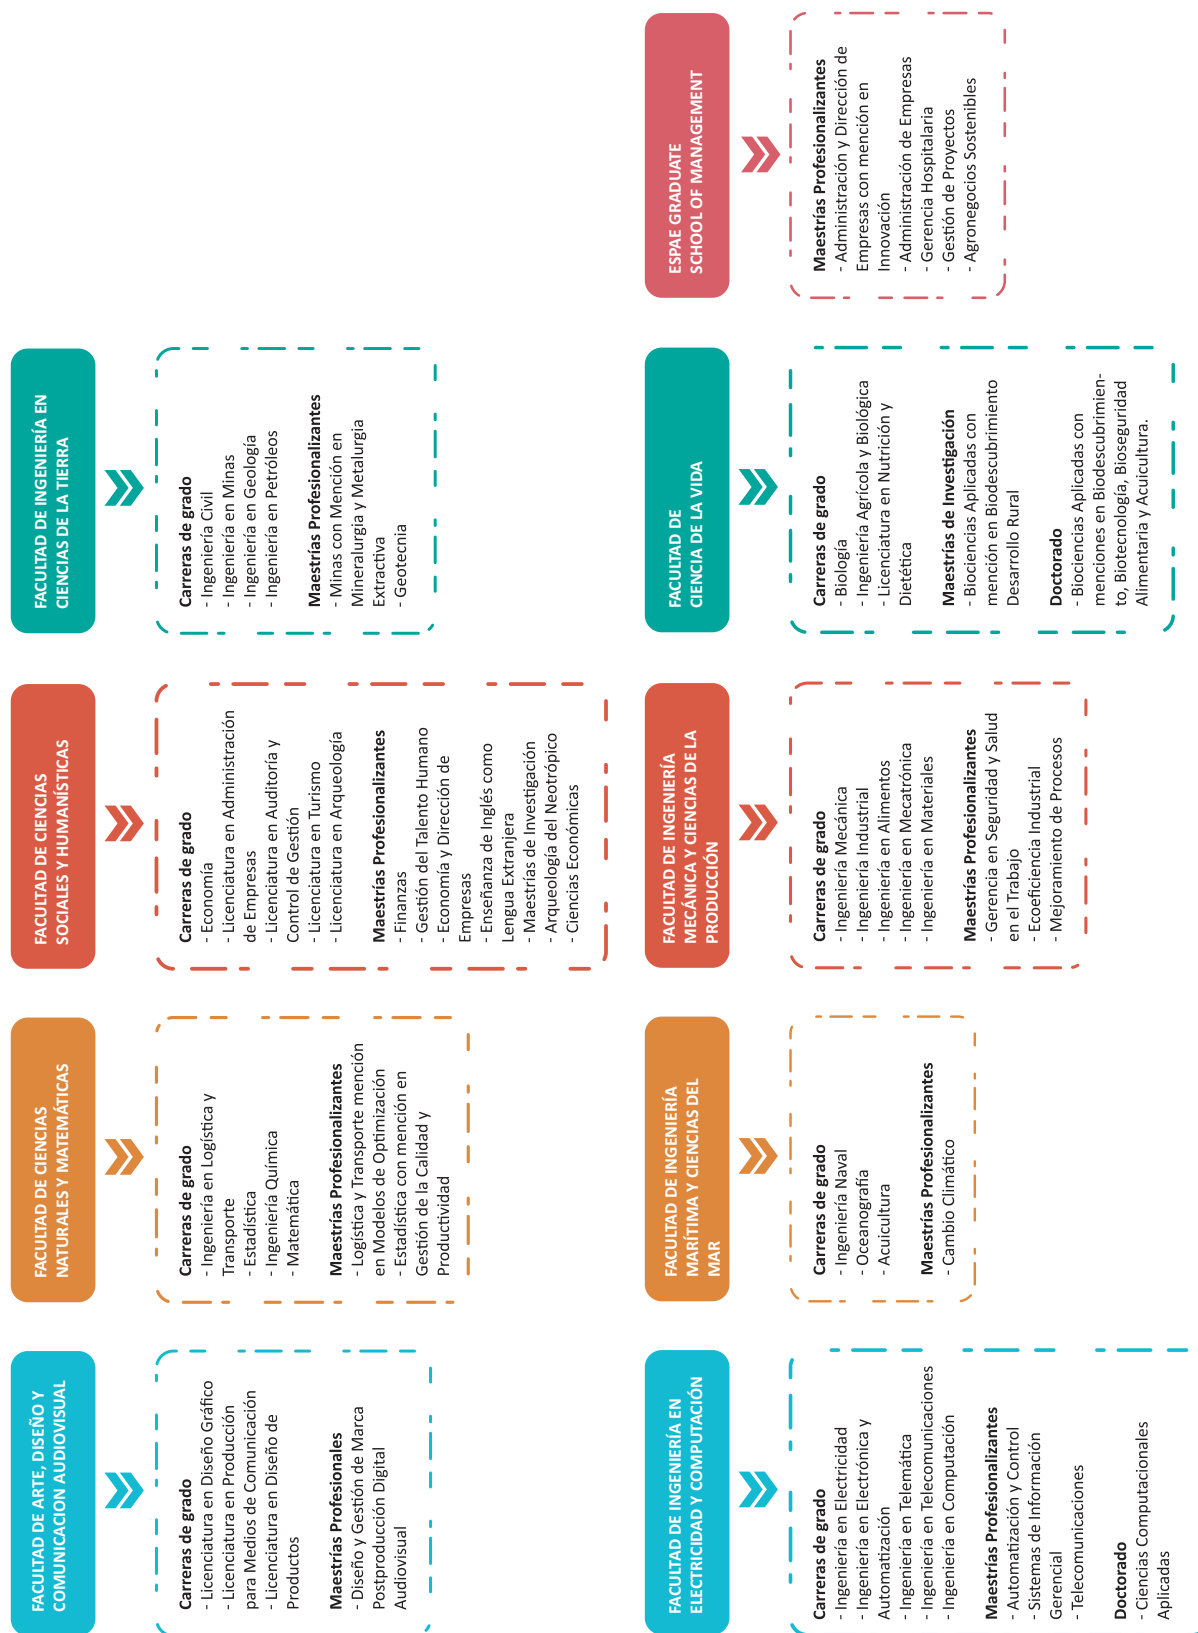 FACULTAD DE ARTE, DISEÑO Y
COMUNICACION AUDIOVISUAL
Carreras de grado
- Licenciatura en Diseño Gráfico
- Licenciatura en Producción
para Medios de Comunicación
- Licenciatura en Diseño de
Productos
Maestrías Profesionales
- Diseño y Gestión de Marca
Postproducción Digital
Audiovisual
FACULTAD DE CIENCIAS
NATURALES Y MATEMÁTICAS
Carreras de grado
- Ingeniería en Logística y
Transporte
- Estadística
- Ingeniería Química
- Matemática
Maestrías Profesionalizantes
- Logística y Transporte mención
en Modelos de Optimización
- Estadística con mención en
Gestión de la Calidad y
Productividad
FACULTAD DE CIENCIAS
SOCIALES Y HUMANÍSTICAS
Carreras de grado
- Economía
- Licenciatura en Administración
de Empresas
- Licenciatura en Auditoría y
Control de Gestión
- Licenciatura en Turismo
- Licenciatura en Arqueología
Maestrías Profesionalizantes
- Finanzas
- Gestión del Talento Humano
- Economía y Dirección de
Empresas
- Enseñanza de Inglés como
Lengua Extranjera
- Maestrías de Investigación
- Arqueología del Neotrópico
- Ciencias Económicas
FACULTAD DE INGENIERÍA EN
CIENCIAS DE LA TIERRA
Carreras de grado
- Ingeniería Civil
- Ingeniería en Minas
- Ingeniería en Geología
- Ingeniería en Petróleos
Maestrías Profesionalizantes
- Minas con Mención en
Mineralurgia y Metalurgia
Extractiva
- Geotecnia
FACULTAD DE INGENIERÍA EN
ELECTRICIDAD Y COMPUTACIÓN
Carreras de grado
- Ingeniería en Electricidad
- Ingeniería en Electrónica y
Automatización
- Ingeniería en Telemática
- Ingeniería en Telecomunicaciones
- Ingeniería en Computación
Maestrías Profesionalizantes
- Automatización y Control
- Sistemas de Información
Gerencial
- Telecomunicaciones
Doctorado
- Ciencias Computacionales
Aplicadas
FACULTAD DE INGENIERÍA
MARÍTIMA Y CIENCIAS DEL
MAR
Carreras de grado
- Ingeniería Naval
- Oceanografía
- Acuicultura
Maestrías Profesionalizantes
- Cambio Climático
FACULTAD DE INGENIERÍA
MECÁNICA Y CIENCIAS DE LA
PRODUCCIÓN
Carreras de grado
- Ingeniería Mecánica
- Ingeniería Industrial
- Ingeniería en Alimentos
- Ingeniería en Mecatrónica
- Ingeniería en Materiales
Maestrías Profesionalizantes
- Gerencia en Seguridad y Salud
en el Trabajo
- Ecoeficiencia Industrial
- Mejoramiento de Procesos
FACULTAD DE
CIENCIA DE LA VIDA
Carreras de grado
- Biología
- Ingeniería Agrícola y Biológica
- Licenciatura en Nutrición y
Dietética
Maestrías de Investigación
- Biociencias Aplicadas con
mención en Biodescubrimiento
Desarrollo Rural
Doctorado
- Biociencias Aplicadas con
menciones en Biodescubrimien-
to, Biotecnología, Bioseguridad
Alimentaria y Acuicultura.
ESPAE GRADUATE
SCHOOL OF MANAGEMENT
Maestrías Profesionalizantes
- Administración y Dirección de
Empresas con mención en
Innovación
- Administración de Empresas
- Gerencia Hospitalaria
- Gestión de Proyectos
- Agronegocios Sostenibles